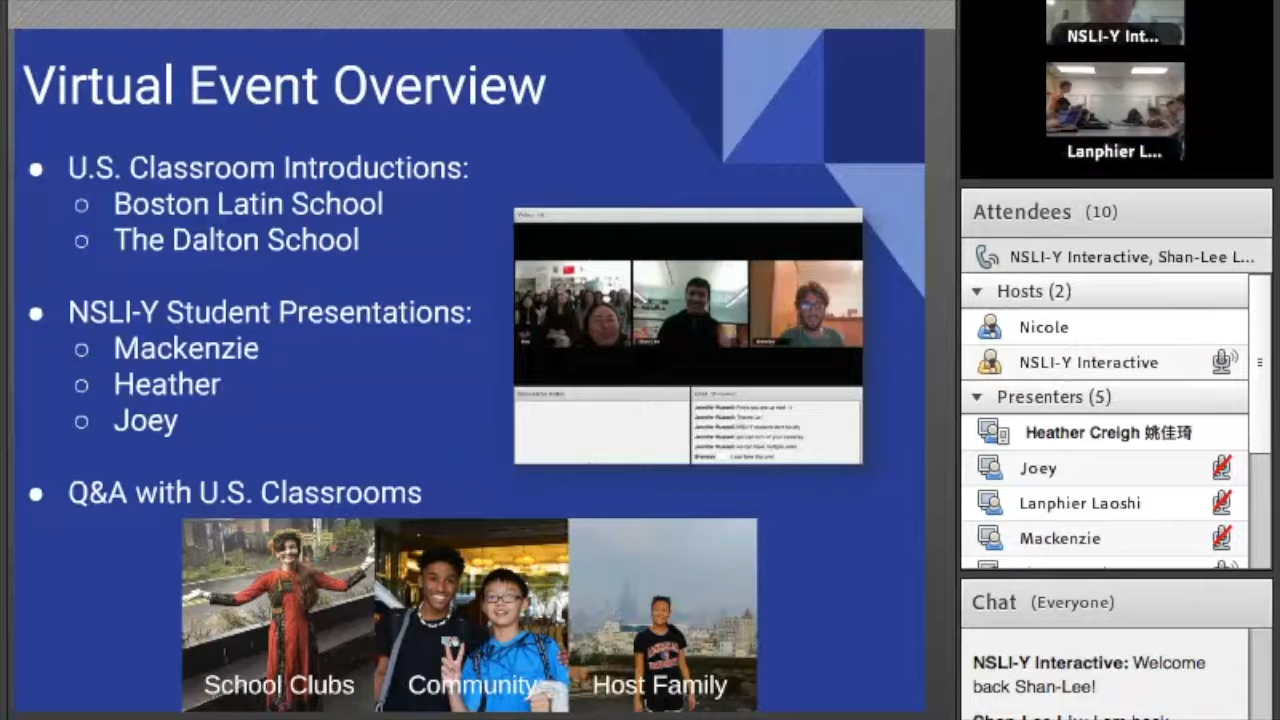 Virtual Event Overview
U.S. Classroom Introductions:
Boston Latin School
The Dalton School
NSLI-Y Student Presentations:
Mackenzie
Heather
Joey
Q&A with U.S. Classrooms
School Clubs
Community
Host Family
NSLI-Y Int...
Lanphier L...
Attendees (10)
NSLI-Y Interactive, Shan-Lee L...
Hosts (2)
Nicole
NSLI-Y Interactive
Presenters (5)
Heather Creigh 姚佳琦
Joey
Lanphier Laoshi
Mackenzie
Chat (Everyone)
NSLI-Y Interactive: Welcome
back Shan-Lee!